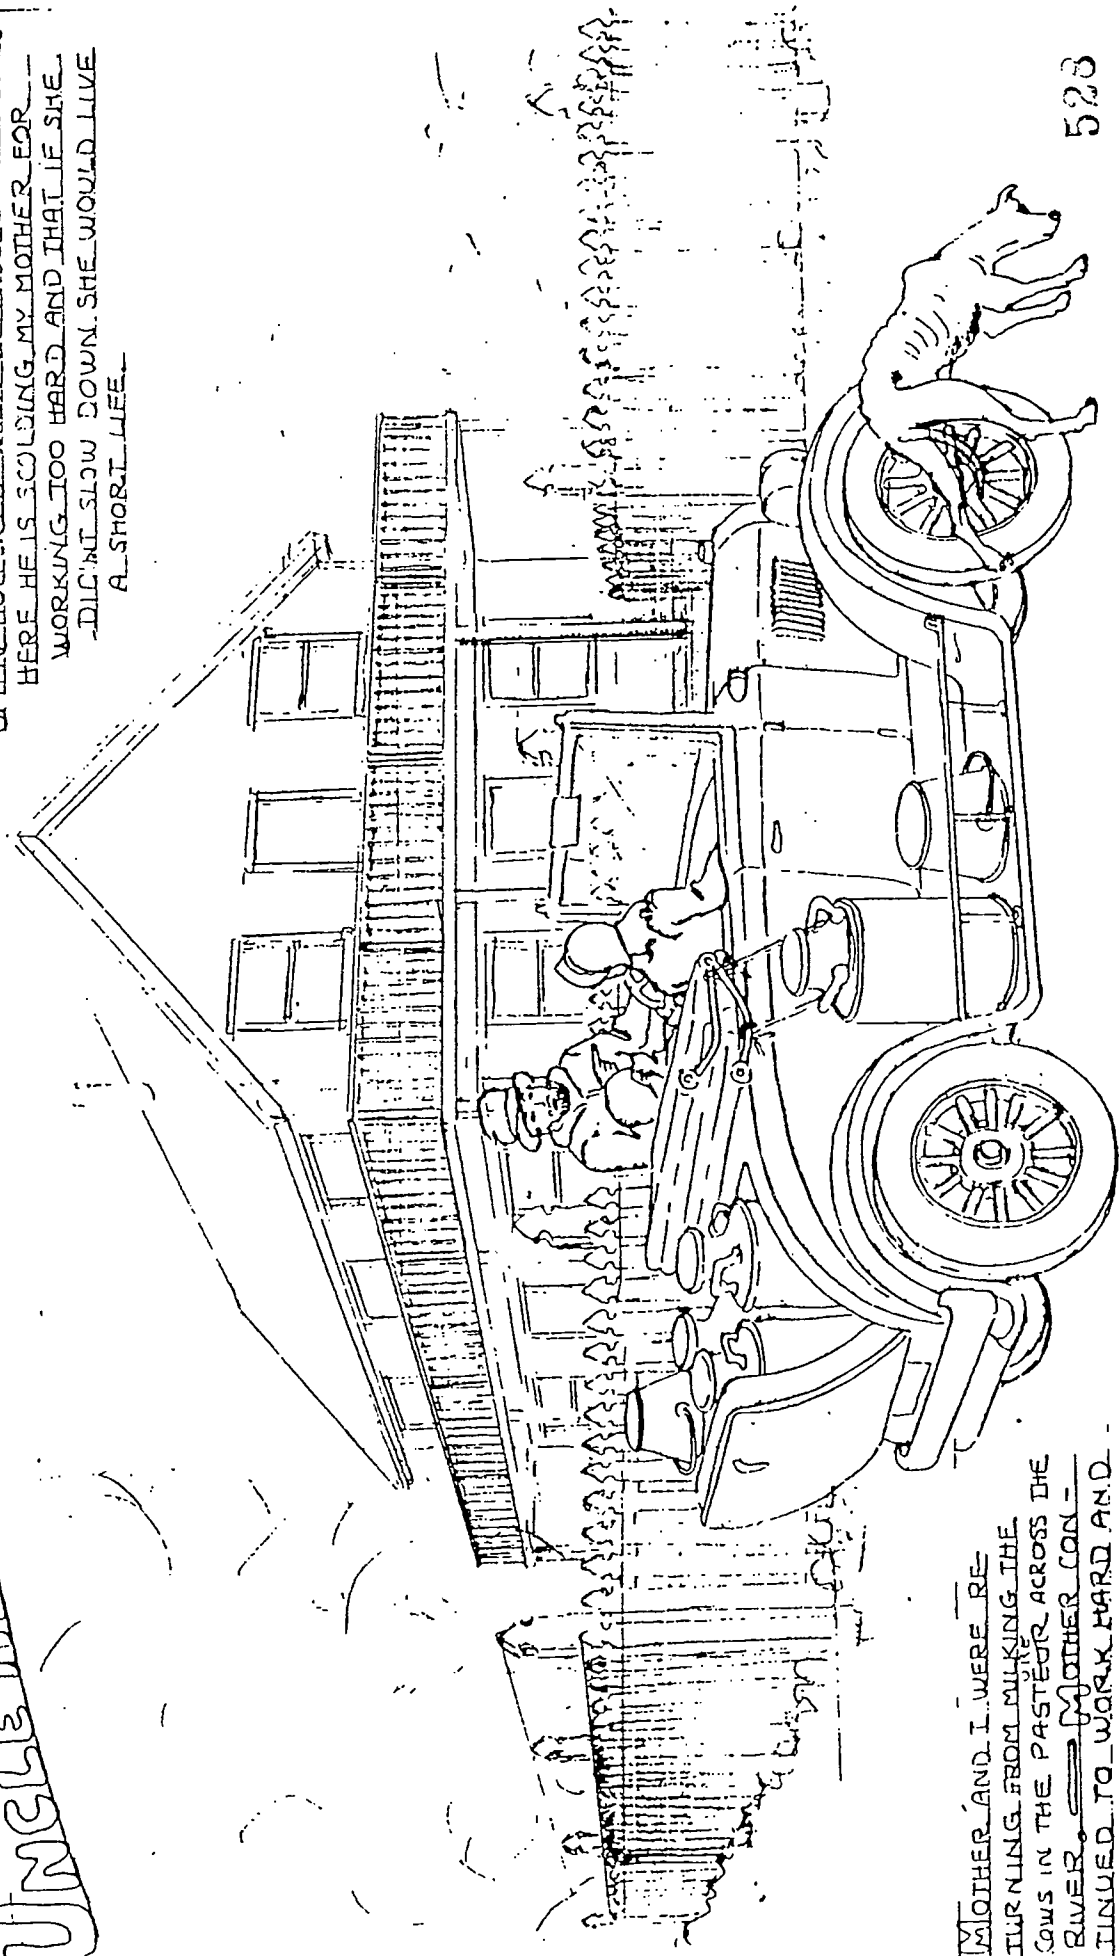 UNCLE
HERE HE IS SCOLDING MY MOTHER FOR
WORKING TOO HARD AND THAT IF SHE
DIDN'T SLOW DOWN SHE WOULD LIVE
A SHORT LIFE.
MOTHER AND I WERE RE-
TURNING FROM MILKING THE
COWS IN THE PASTEUR URE ACROSS THE
RIVER. — MOTHER CON-
TINUED TO WORK HARD AND
528